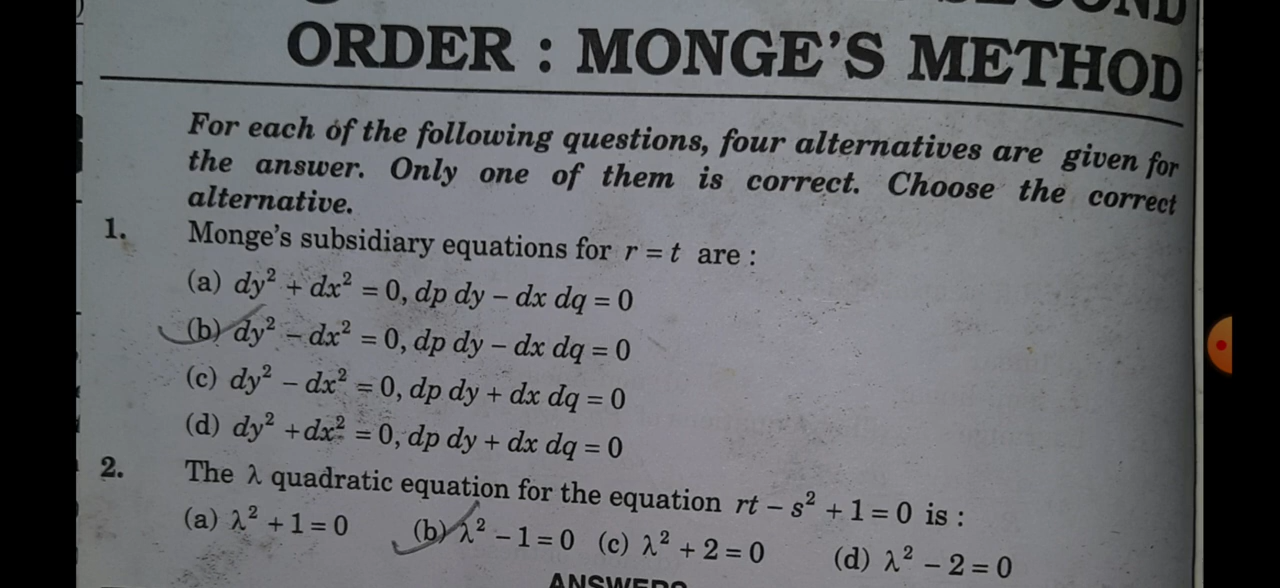 SECOND
ORDER : MONGE'S METHOD
For each of the following questions, four alternatives are given for
the answer. Only one of them is correct. Choose the correct
alternative.
1. Monge's subsidiary equations for r = t are :
(a) dy² + dx² = 0, dp dy – dx dq = 0
(b) dy² – dx² = 0, dp dy – dx dq = 0
(c) dy² – dx² = 0, dp dy + dx dq = 0
(d) dy² +dx² = 0, dp dy + dx dq = 0
2. The λ quadratic equation for the equation rt – s² + 1 = 0 is :
(a) λ² + 1 = 0 (b) λ² – 1 = 0 (c) λ² + 2 = 0 (d) λ² – 2 = 0
ANSWERS